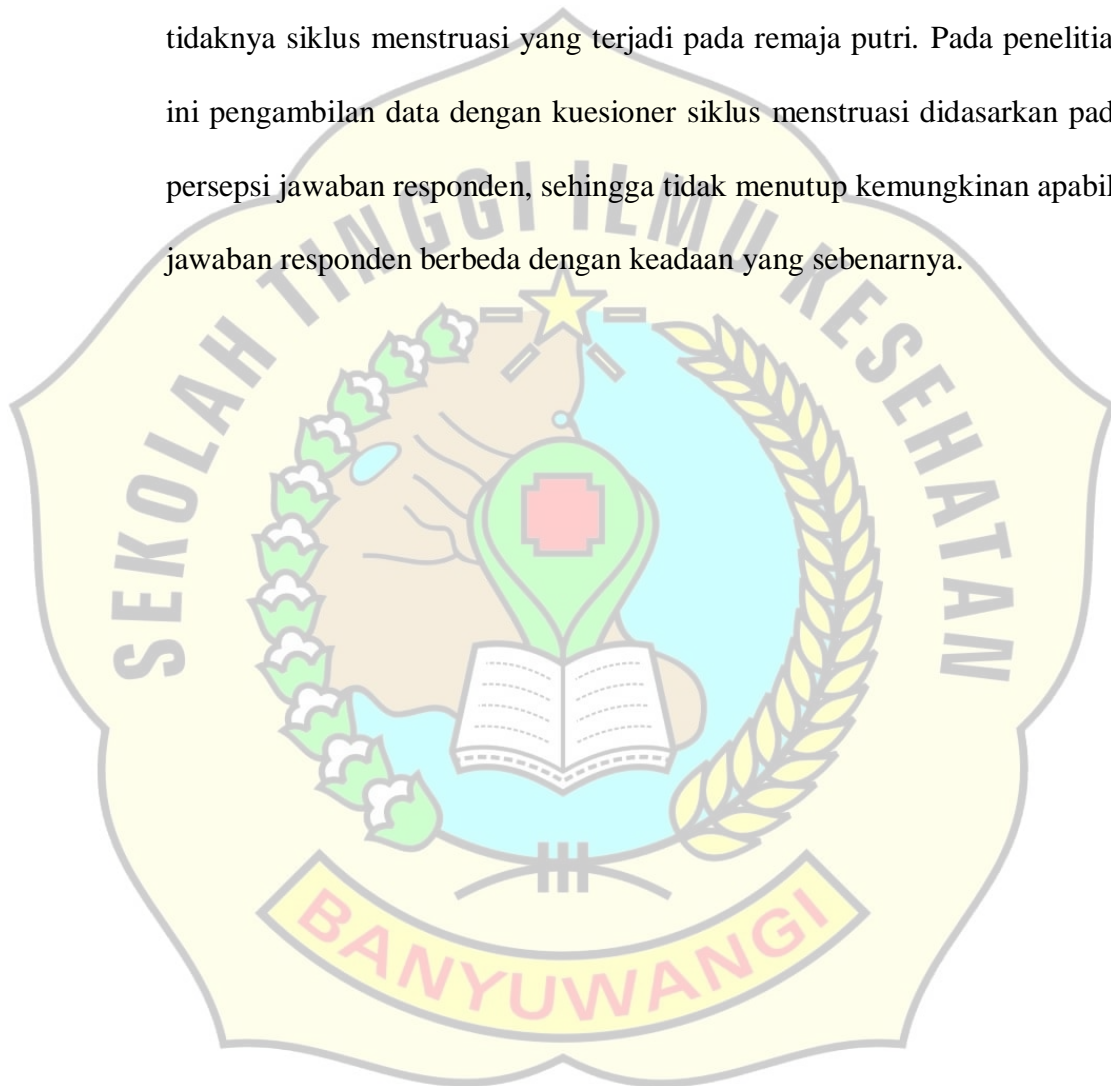 tidaknya siklus menstruasi yang terjadi pada remaja putri. Pada penelitia
ini pengambilan data dengan kuesioner siklus menstruasi didasarkan pad
persepsi jawaban responden, sehingga tidak menutup kemungkinan apabil
jawaban responden berbeda dengan keadaan yang sebenarnya.
SEKOLAH TINGGI ILMU KESEHATAN
BANYUWANGI